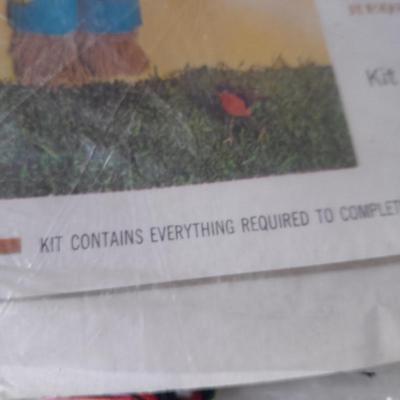 Kit
KIT CONTAINS EVERYTHING REQUIRED TO COMPLET